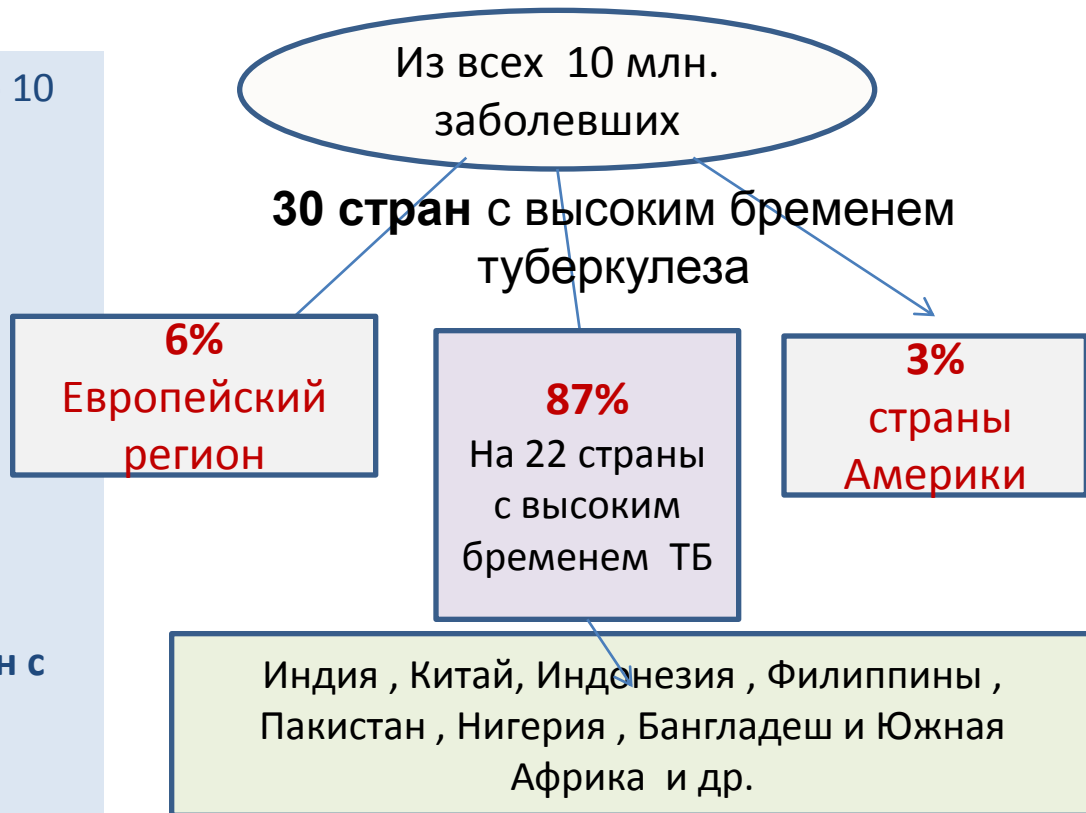 10
Из всех 10 млн.
заболевших
30 стран с высоким бременем
туберкулеза
6%
Европейский
регион
87%
На 22 страны
с высоким
бременем ТБ
3%
страны
Америки
н с
Индия , Китай, Индонезия , Филиппины ,
Пакистан , Нигерия , Бангладеш и Южная
Африка и др.